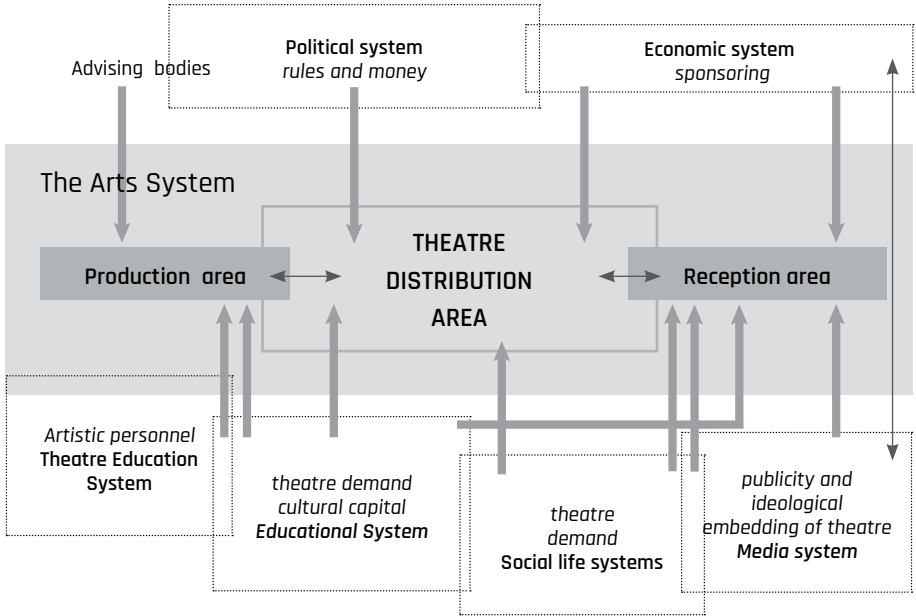 Political system
rules and money
Economic system
sponsoring
Advising bodies
The Arts System
THEATRE
DISTRIBUTION
AREA
Production area
Reception area
Artistic personnel
Theatre Education
System
theatre demand
cultural capital
Educational System
theatre
demand
Social life systems
publicity and
ideological
embedding of theatre
Media system